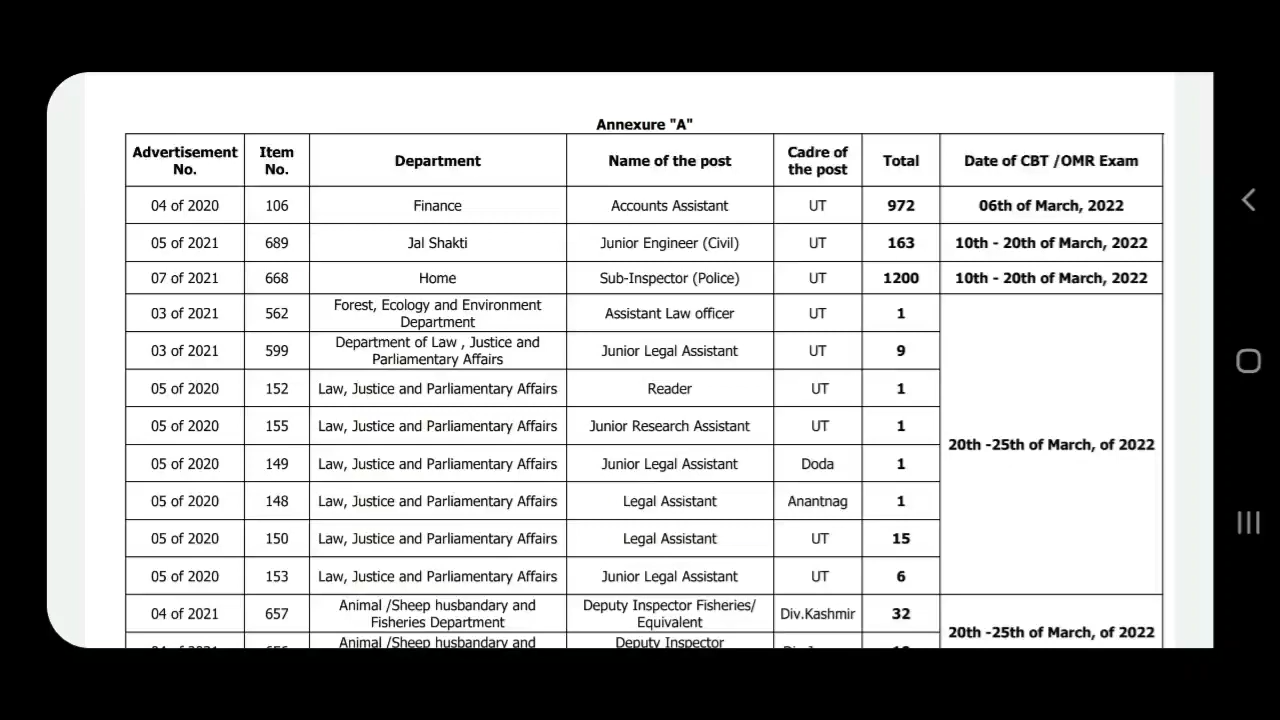 Annexure "A"
Advertisement No. Item No. Department Name of the post Cadre of the post Total Date of CBT /OMR Exam
04 of 2020 106 Finance Accounts Assistant UT 972 06th of March, 2022
05 of 2021 689 Jal Shakti Junior Engineer (Civil) UT 163 10th - 20th of March, 2022
07 of 2021 668 Home Sub-Inspector (Police) UT 1200 10th - 20th of March, 2022
03 of 2021 562 Forest, Ecology and Environment Department Assistant Law officer UT 1
03 of 2021 599 Department of Law , Justice and Parliamentary Affairs Junior Legal Assistant UT 9
05 of 2020 152 Law, Justice and Parliamentary Affairs Reader UT 1
05 of 2020 155 Law, Justice and Parliamentary Affairs Junior Research Assistant UT 1
20th -25th of March, of 2022
05 of 2020 149 Law, Justice and Parliamentary Affairs Junior Legal Assistant Doda 1
05 of 2020 148 Law, Justice and Parliamentary Affairs Legal Assistant Anantnag 1
05 of 2020 150 Law, Justice and Parliamentary Affairs Legal Assistant UT 15
05 of 2020 153 Law, Justice and Parliamentary Affairs Junior Legal Assistant UT 6
04 of 2021 657 Animal /Sheep husbandary and Fisheries Department Deputy Inspector Fisheries/ Equivalent Div.Kashmir 32
20th -25th of March, of 2022
Animal /Sheep husbandary and Deputy Inspector